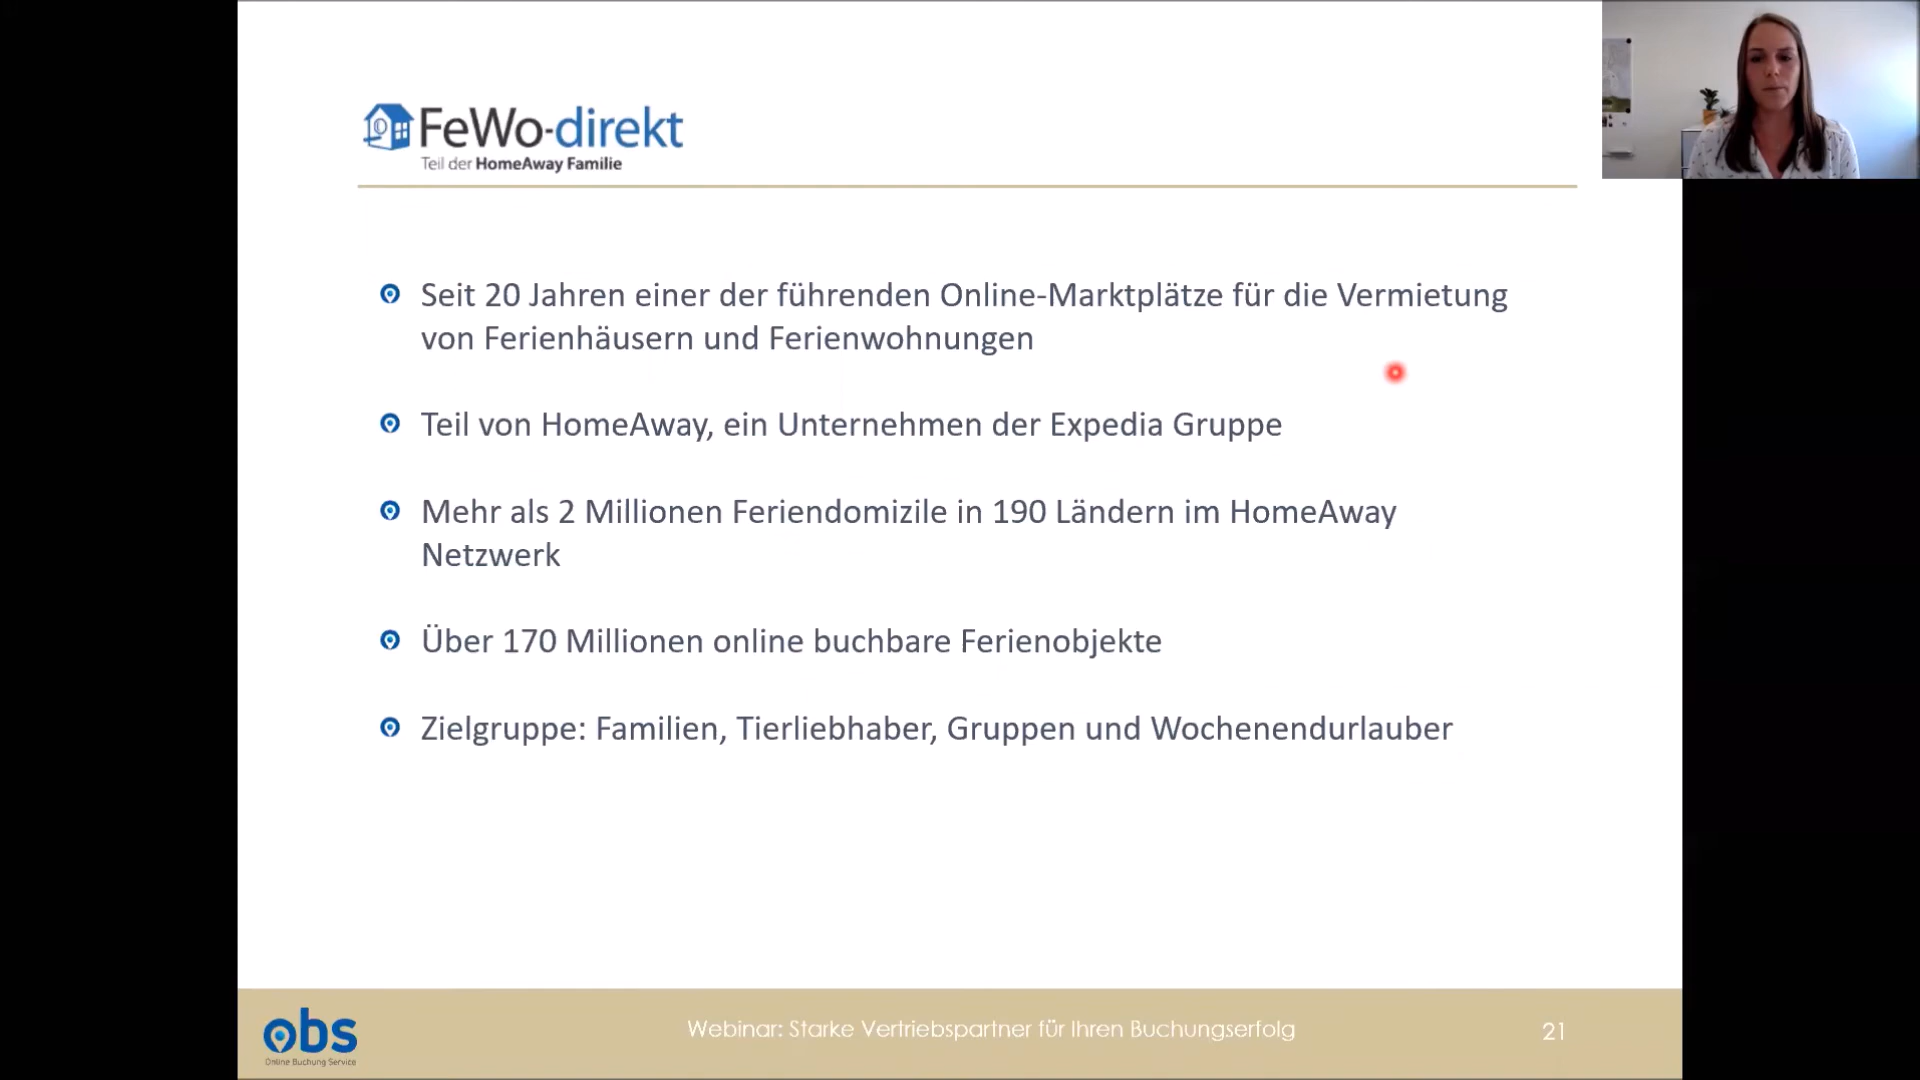 FeWo-direkt
Teil der HomeAway Familie
Seit 20 Jahren einer der führenden Online-Marktplätze für die Vermietung
von Ferienhäusern und Ferienwohnungen
Teil von HomeAway, ein Unternehmen der Expedia Gruppe
Mehr als 2 Millionen Feriendomizile in 190 Ländern im HomeAway
Netzwerk
Über 170 Millionen online buchbare Ferienobjekte
Zielgruppe: Familien, Tierliebhaber, Gruppen und Wochenendurlauber
obs
Online Buchung Service
Webinar: Starke Vertriebspartner für Ihren Buchungserfolg
21